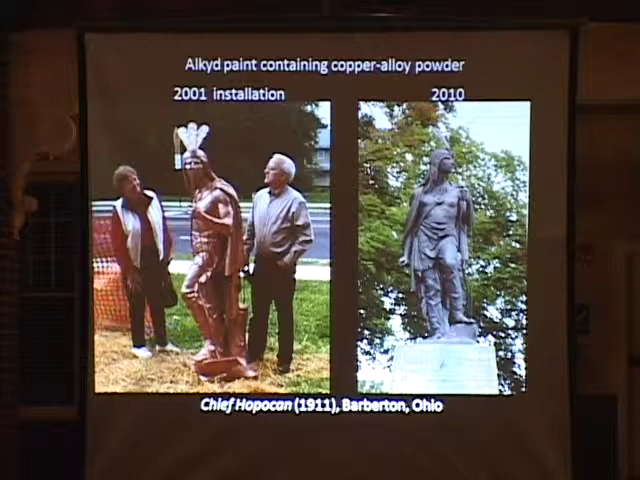 Alkyd paint containing copper-alloy powder
2001 installation
2010
Chief Hopocan (1911), Barberton, Ohio